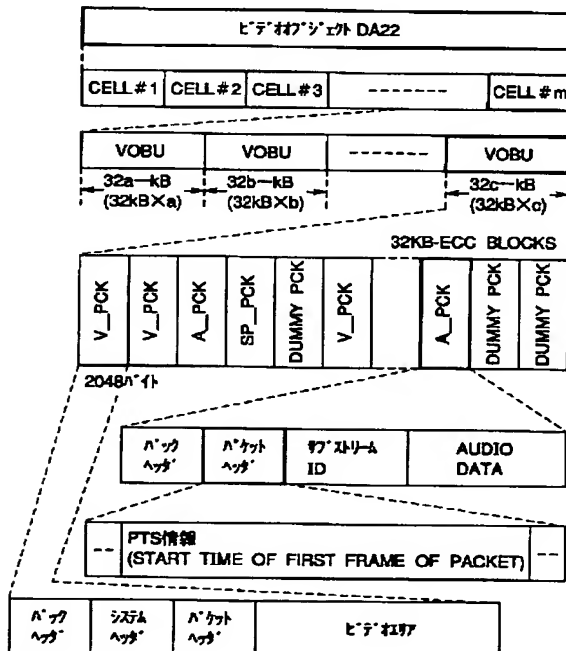 ビデオオブジェクト DA22
CELL#1 CELL#2 CELL#3 CELL#m
VOBU VOBU VOBU
32a-kB 32b-kB 32c-kB
(32kB×a) (32kB×b) (32kB×c)
32KB-ECC BLOCKS
V_PCK V_PCK A_PCK SP_PCK DUMMY PCK V_PCK A_PCK DUMMY PCK DUMMY PCK
2048バイト
パック パケット サブストリーム AUDIO
ヘッダ ヘッダ ID DATA
PTS情報
(START TIME OF FIRST FRAME OF PACKET)
パック システム パケット ビデオエリア
ヘッダ ヘッダ ヘッダ